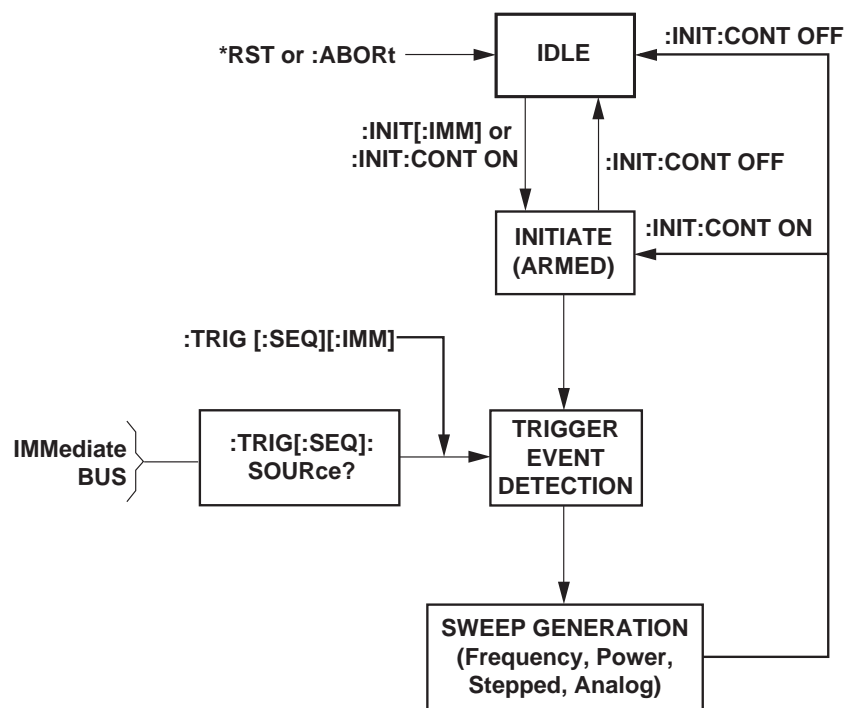 :INIT:CONT OFF
*RST or :ABORt
IDLE
:INIT[:IMM] or
:INIT:CONT ON
:INIT:CONT OFF
:INIT:CONT ON
INITIATE
(ARMED)
:TRIG [:SEQ][:IMM]
IMMediate
BUS
:TRIG[:SEQ]:
SOURce?
TRIGGER
EVENT
DETECTION
SWEEP GENERATION
(Frequency, Power,
Stepped, Analog)